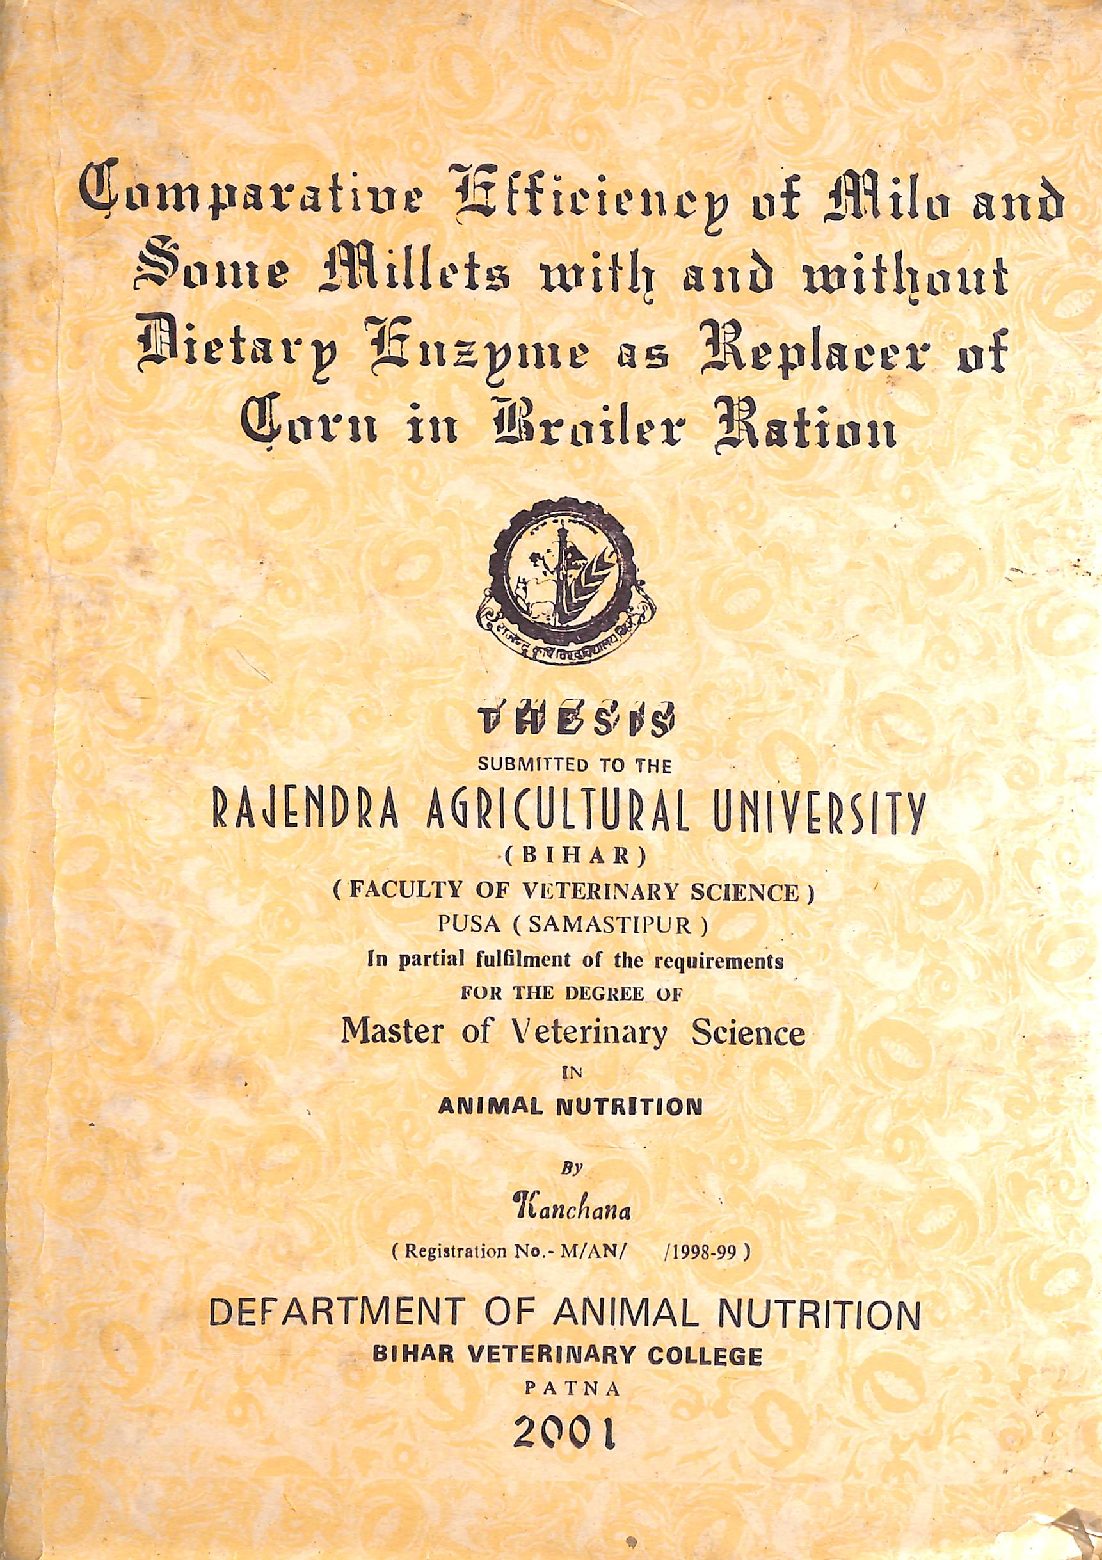 Comparative Efficiency of Milo and
Some Millets with and without
Dietary Enzyme as Replacer of
Corn in Broiler Ration
राजेन्द्र कृषि विश्वविद्यालय, बिहार
THESIS
SUBMITTED TO THE
RAJENDRA AGRICULTURAL UNIVERSITY
(BIHAR)
( FACULTY OF VETERINARY SCIENCE )
PUSA ( SAMASTIPUR )
In partial fulfilment of the requirements
FOR THE DEGREE OF
Master of Veterinary Science
IN
ANIMAL NUTRITION
By
Kanchana
( Registration No.- M/AN/ /1998-99 )
DEPARTMENT OF ANIMAL NUTRITION
BIHAR VETERINARY COLLEGE
PATNA
2001